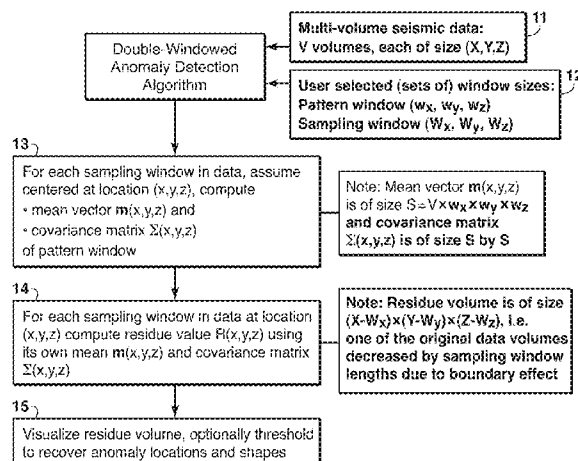 Double-Windowed
Anomaly Detection
Algorithm
11
Multi-volume seismic data:
V volumes, each of size (X,Y,Z)
12
User selected (sets of) window sizes:
Pattern window (wx, wy, wz)
Sampling window (Wx, Wy, Wz)
13
For each sampling window in data, assume
centered at location (x,y,z), compute
• mean vector m(x,y,z) and
• covariance matrix Σ(x,y,z)
of pattern window
Note: Mean vector m(x,y,z)
is of size S=V×wx×wy×wz
and covariance matrix
Σ(x,y,z) is of size S by S
14
For each sampling window in data at location
(x,y,z) compute residue value R(x,y,z) using
its own mean m(x,y,z) and covariance matrix
Σ(x,y,z)
Note: Residue volume is of size
(X-Wx)×(Y-Wy)×(Z-Wz), i.e.
one of the original data volumes
decreased by sampling window
lengths due to boundary effect
15
Visualize residue volume, optionally threshold
to recover anomaly locations and shapes